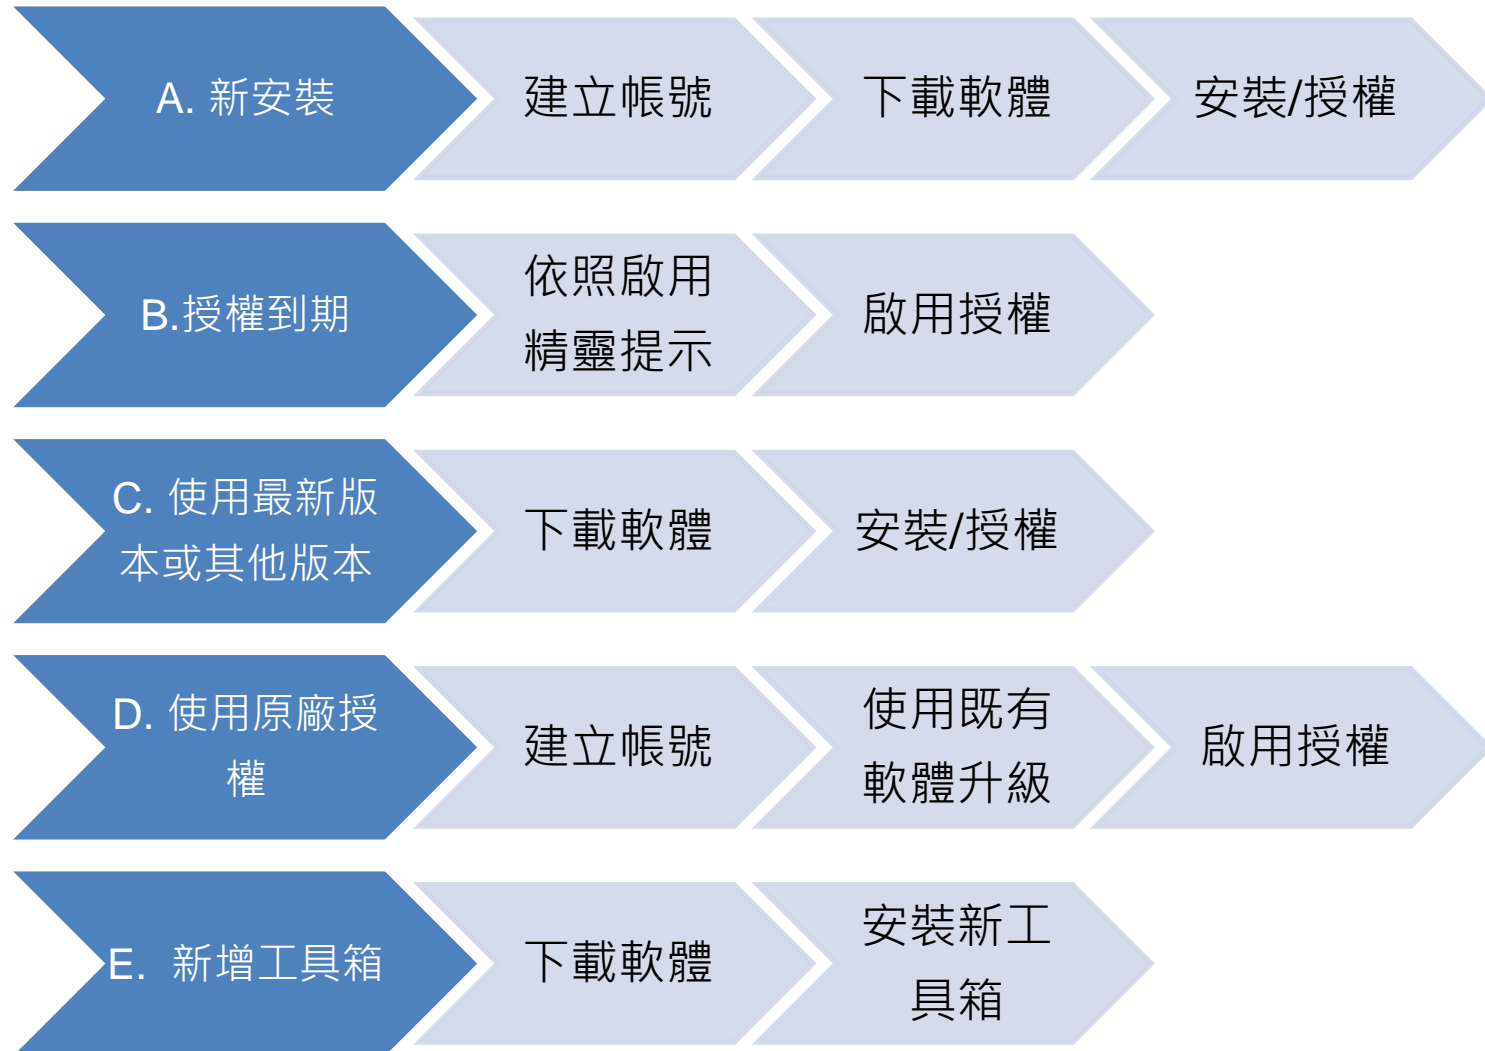 A. 新安裝
建立帳號
下載軟體
安裝/授權
B.授權到期
依照啟用
精靈提示
啟用授權
C. 使用最新版
本或其他版本
下載軟體
安裝/授權
D. 使用原廠授
權
建立帳號
使用既有
軟體升級
啟用授權
E. 新增工具箱
下載軟體
安裝新工
具箱